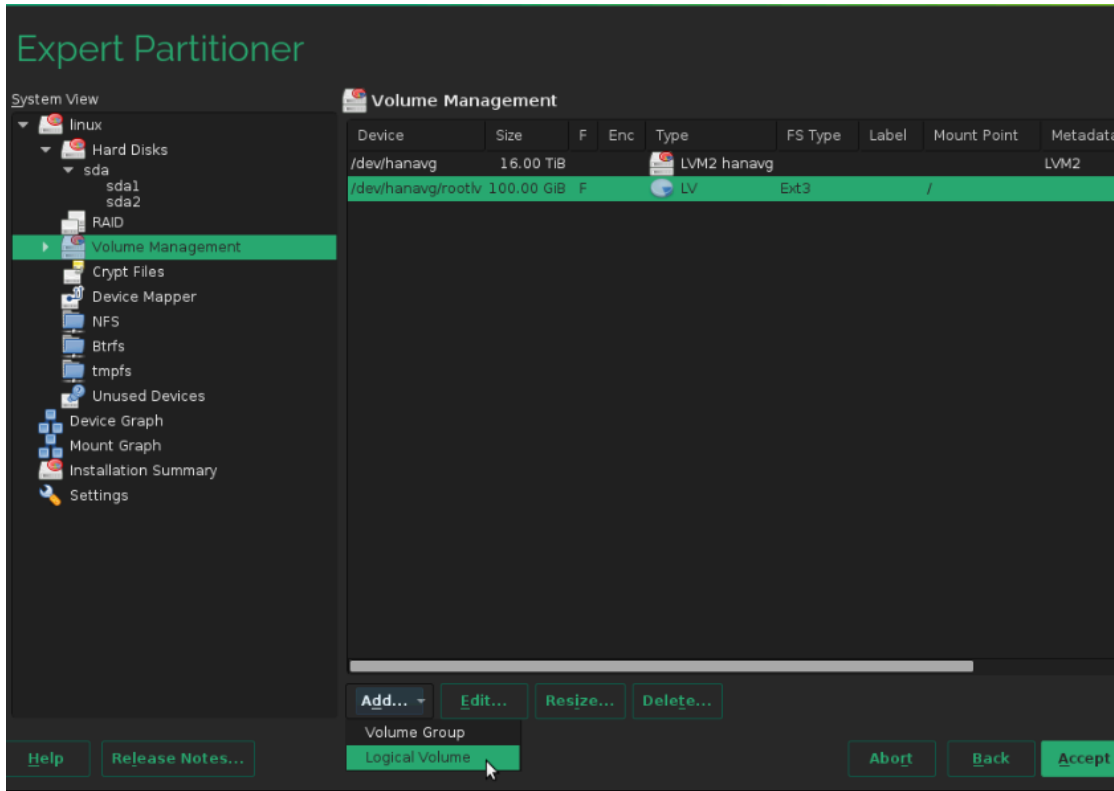 Expert Partitioner
System View
linux
Hard Disks
sda
sda1
sda2
RAID
Volume Management
Crypt Files
Device Mapper
NFS
Btrfs
tmpfs
Unused Devices
Device Graph
Mount Graph
Installation Summary
Settings
Volume Management
Device Size F Enc Type FS Type Label Mount Point Metadata
/dev/hanavg 16.00 TiB LVM2 hanavg LVM2
/dev/hanavg/rootlv 100.00 GiB F LV Ext3 /
Add... Edit... Resize... Delete...
Volume Group
Logical Volume
Help Release Notes... Abort Back Accept